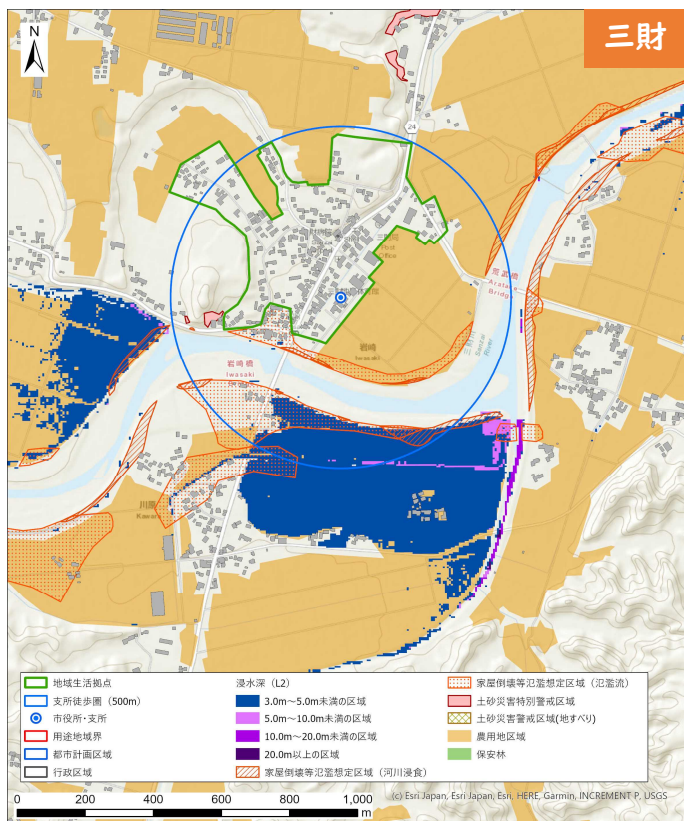 三財
N
24
三財局
Post
Office
荒武橋
Aratake
Bridge
三財川
Sanzai
River
岩崎
Iwasaki
岩崎橋
Iwasaki
川原
地域生活拠点
支所徒歩圏（500m）
市役所・支所
用途地域界
都市計画区域
行政区域
浸水深（L2）
3.0m～5.0m未満の区域
5.0m～10.0m未満の区域
10.0m～20.0m未満の区域
20.0m以上の区域
家屋倒壊等氾濫想定区域（河川浸食）
家屋倒壊等氾濫想定区域（氾濫流）
土砂災害特別警戒区域
土砂災害警戒区域(地すべり)
農用地区域
保安林
0 200 400 600 800 1,000
m
(c) Esri Japan, Esri Japan, Esri, HERE, Garmin, INCREMENT P, USGS